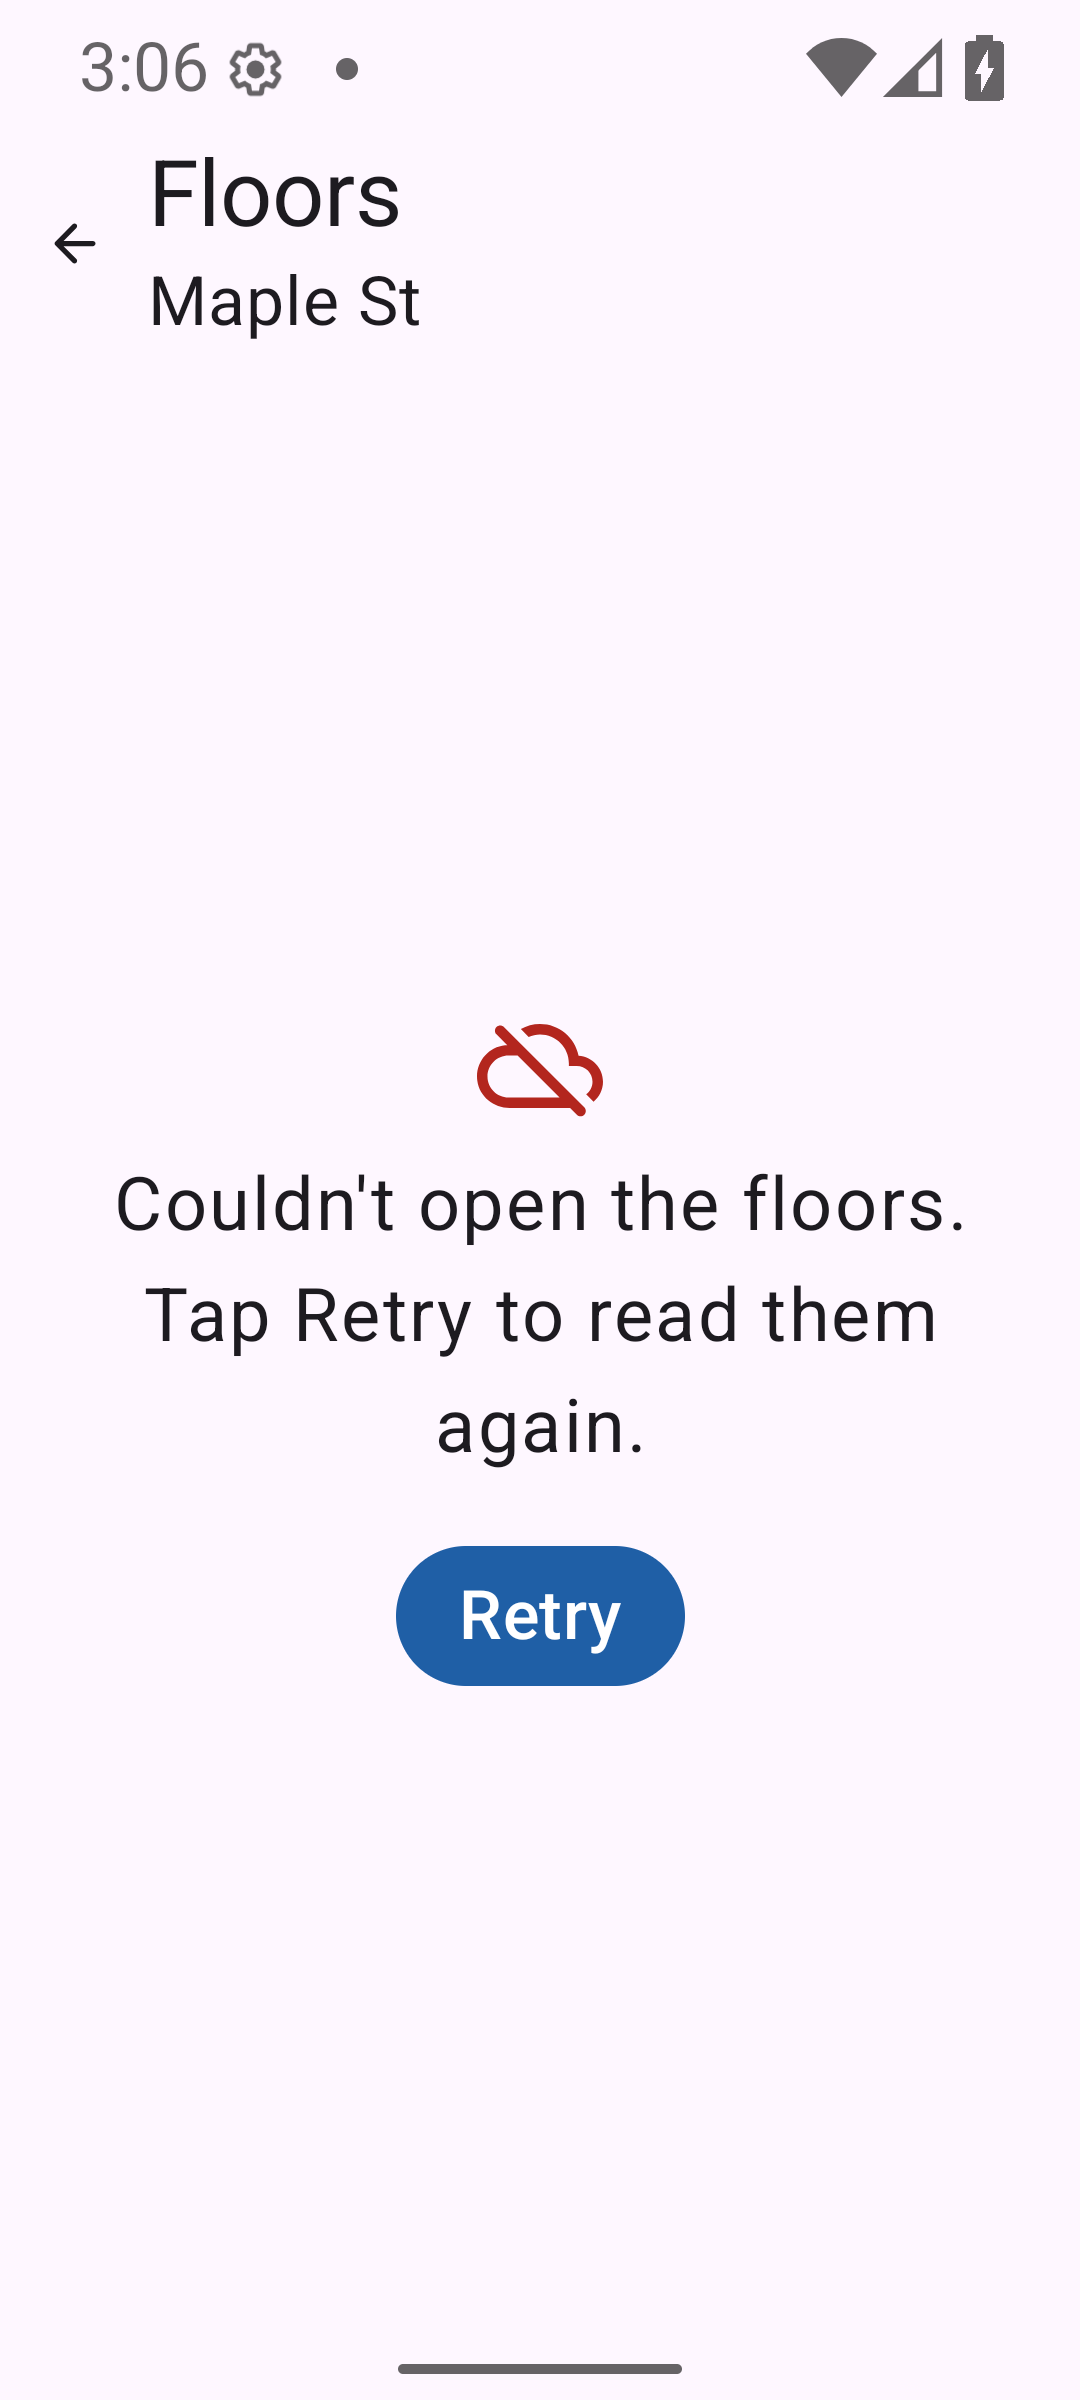 3:06
Floors
Maple St
Couldn't open the floors.
Tap Retry to read them
again.
Retry